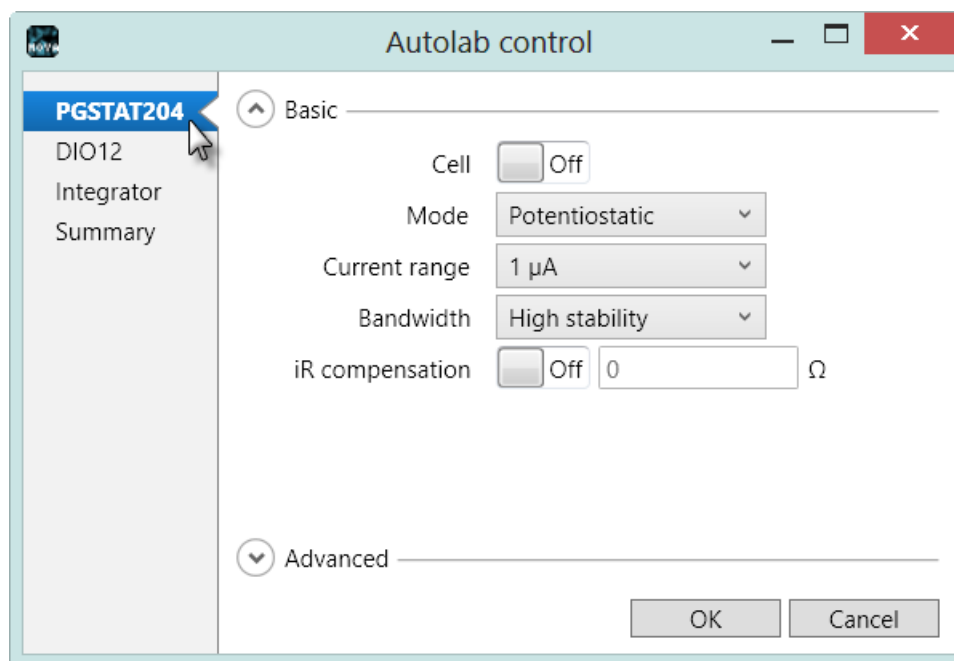 Autolab control
PGSTAT204
DIO12
Integrator
Summary
Basic
Cell Off
Mode Potentiostatic
Current range 1 µA
Bandwidth High stability
iR compensation Off 0 Ω
Advanced
OK Cancel